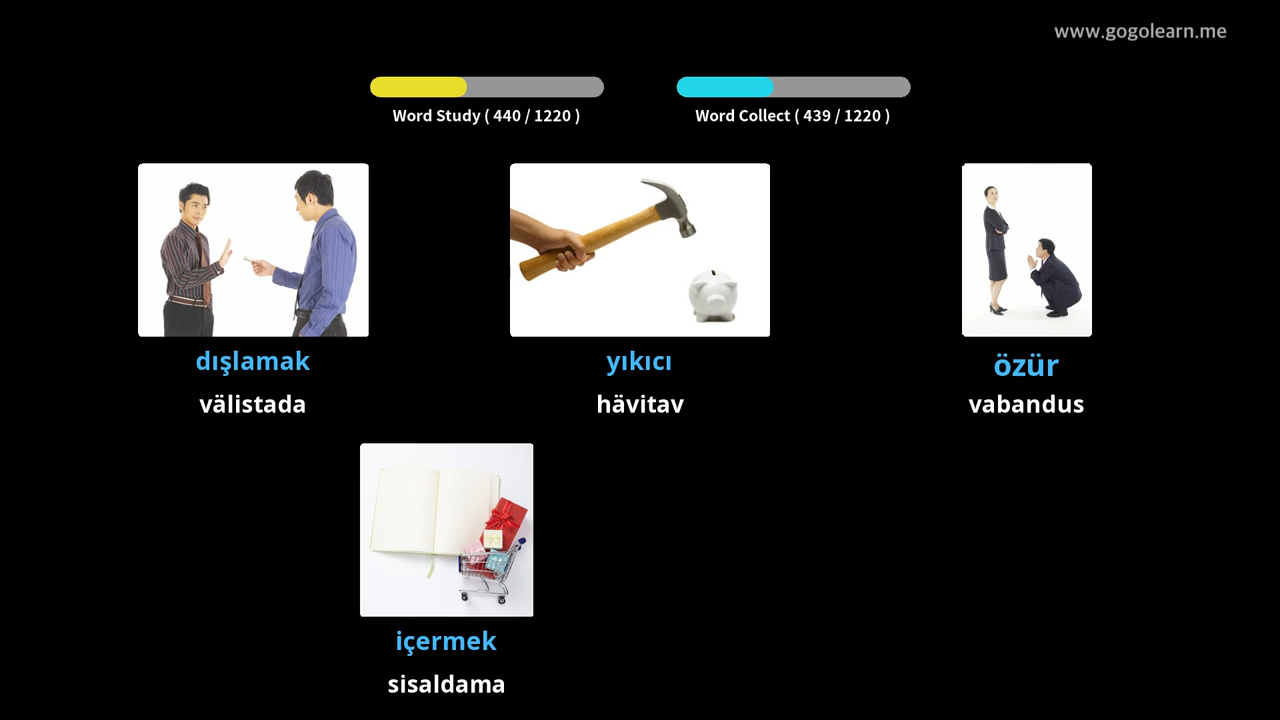 www.gogolearn.me
Word Study ( 440 / 1220 )
Word Collect ( 439 / 1220 )
dışlamak
yıkıcı
özür
välistada
hävitav
vabandus
içermek
sisaldama